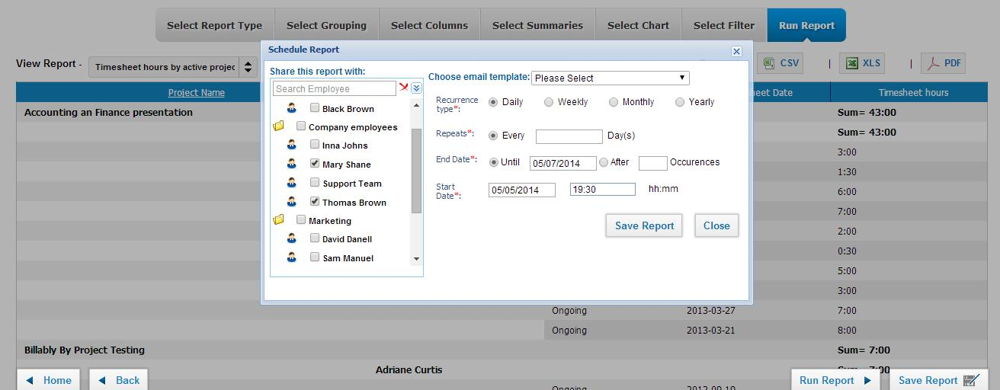 Select Report Type Select Grouping Select Columns Select Summaries Select Chart Select Filter Run Report
View Report - Timesheet hours by active projec CSV | XLS | PDF
Schedule Report
Share this report with:
Search Employee
Black Brown
Company employees
Inna Johns
Mary Shane
Support Team
Thomas Brown
Marketing
David Danell
Sam Manuel
Choose email template: Please Select
Recurrence type*: Daily Weekly Monthly Yearly
Repeats*: Every Day(s)
End Date*: Until 05/07/2014 After Occurences
Start Date*: 05/05/2014 19:30 hh:mm
Save Report Close
Project Name Date Timesheet hours
Accounting an Finance presentation Sum= 43:00
Sum= 43:00
3:00
1:30
6:00
7:00
2:00
0:30
5:00
3:00
Ongoing 2013-03-27 7:00
Ongoing 2013-03-21 8:00
Billably By Project Testing Sum= 7:00
Adriane Curtis Sum= 7:00
Home Back Run Report Save Report